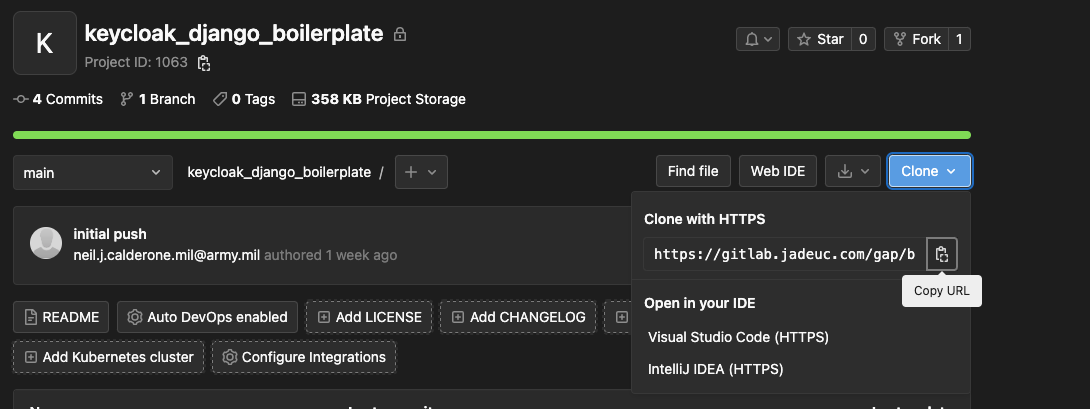 K
keycloak_django_boilerplate
Project ID: 1063
Star 0
Fork 1
4 Commits
1 Branch
0 Tags
358 KB Project Storage
main
keycloak_django_boilerplate /
Find file
Web IDE
Clone
initial push
neil.j.calderone.mil@army.mil authored 1 week ago
Clone with HTTPS
https://gitlab.jadeuc.com/gap/b
Copy URL
Open in your IDE
Visual Studio Code (HTTPS)
IntelliJ IDEA (HTTPS)
README
Auto DevOps enabled
Add LICENSE
Add CHANGELOG
Add Kubernetes cluster
Configure Integrations